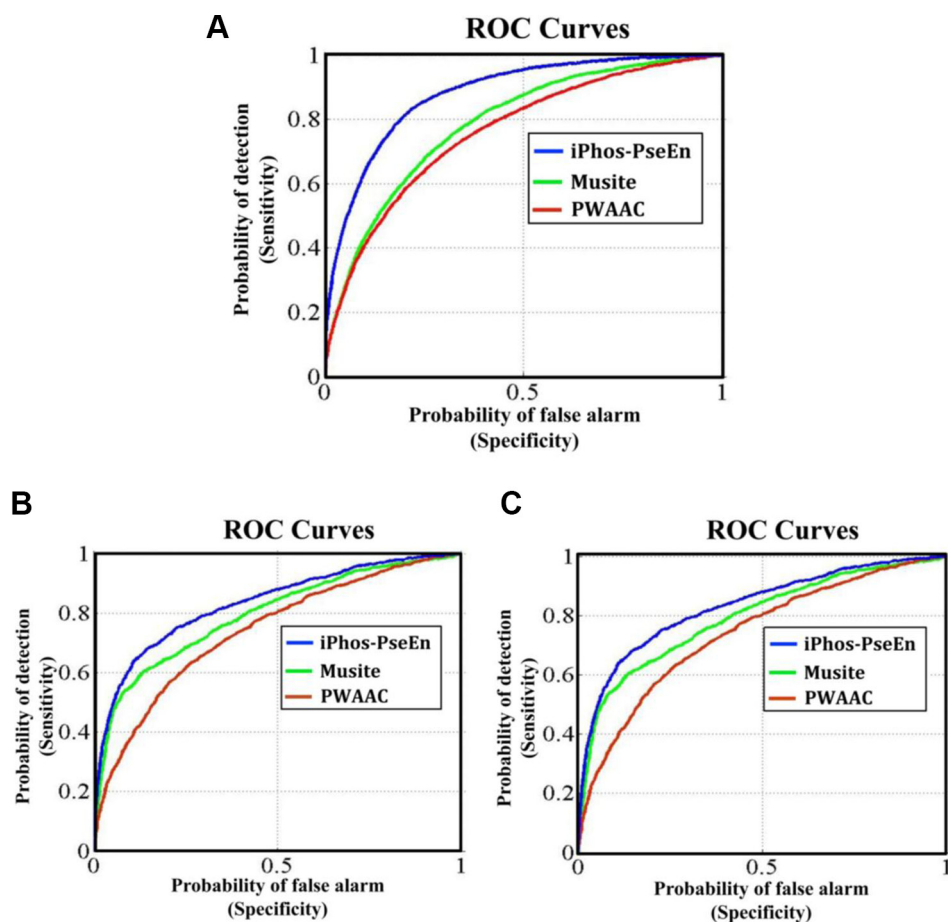 A
ROC Curves
1
0.8
0.6
0.4
0.2
0
Probability of detection
(Sensitivity)
iPhos-PseEn
Musite
PWAAC
0
0.5
1
Probability of false alarm
(Specificity)
B
ROC Curves
1
0.8
0.6
0.4
0.2
0
Probability of detection
(Sensitivity)
iPhos-PseEn
Musite
PWAAC
0
0.5
1
Probability of false alarm
(Specificity)
C
ROC Curves
1
0.8
0.6
0.4
0.2
0
Probability of detection
(Sensitivity)
iPhos-PseEn
Musite
PWAAC
0
0.5
1
Probability of false alarm
(Specificity)